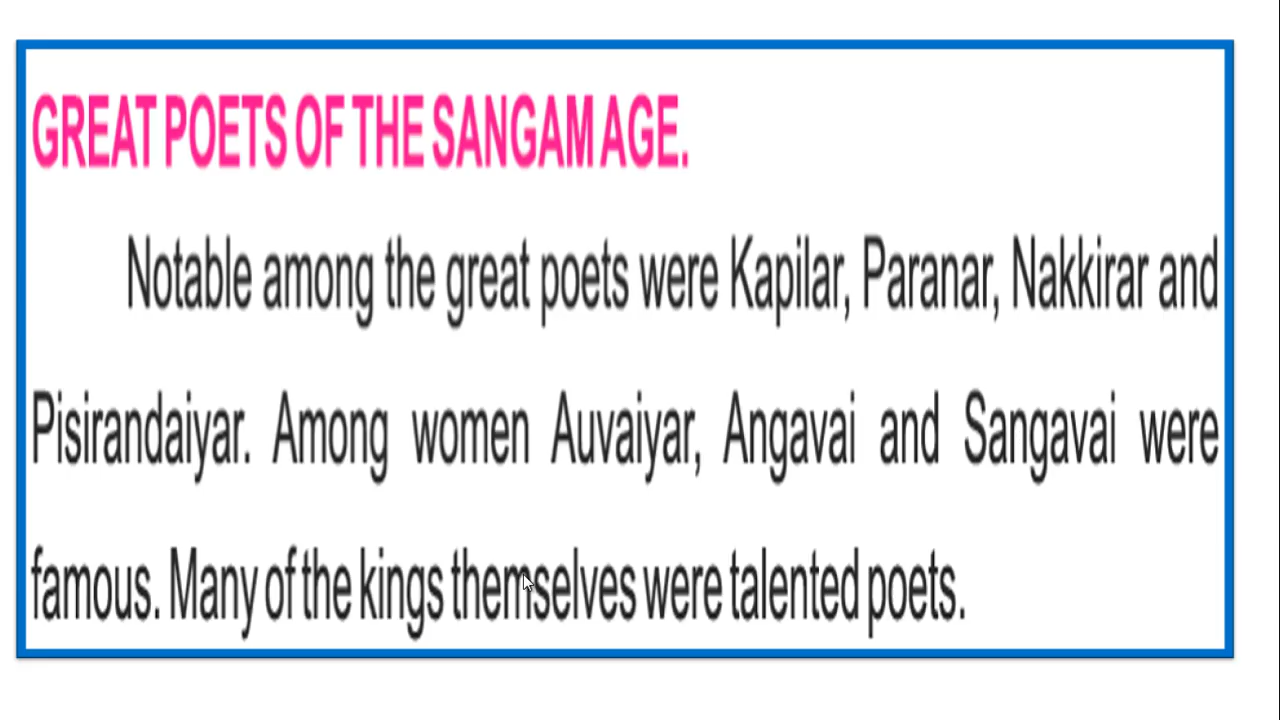 GREAT POETS OF THE SANGAM AGE.
Notable among the great poets were Kapilar, Paranar, Nakkirar and
Pisirandaiyar. Among women Auvaiyar, Angavai and Sangavai were
famous. Many of the kings themselves were talented poets.